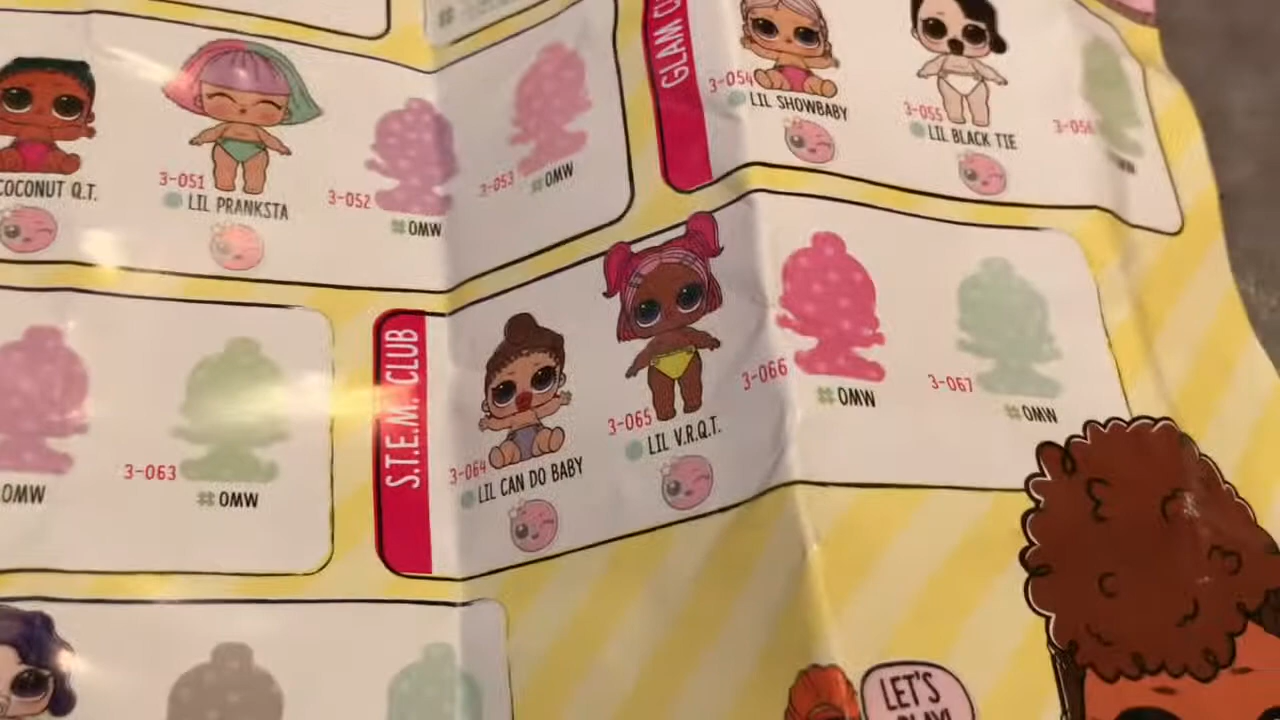 GLAM C
3-054
LIL SHOWBABY
3-055
LIL BLACK TIE
3-056
COCONUT Q.T.
3-051
LIL PRANKSTA
3-052
#OMW
3-053
#OMW
3-063
OMW
#OMW
S.T.E.M. CLUB
3-064
LIL CAN DO BABY
3-065
LIL V.R.Q.T.
3-066
#OMW
3-067
#OMW
LET'S
PLAY!